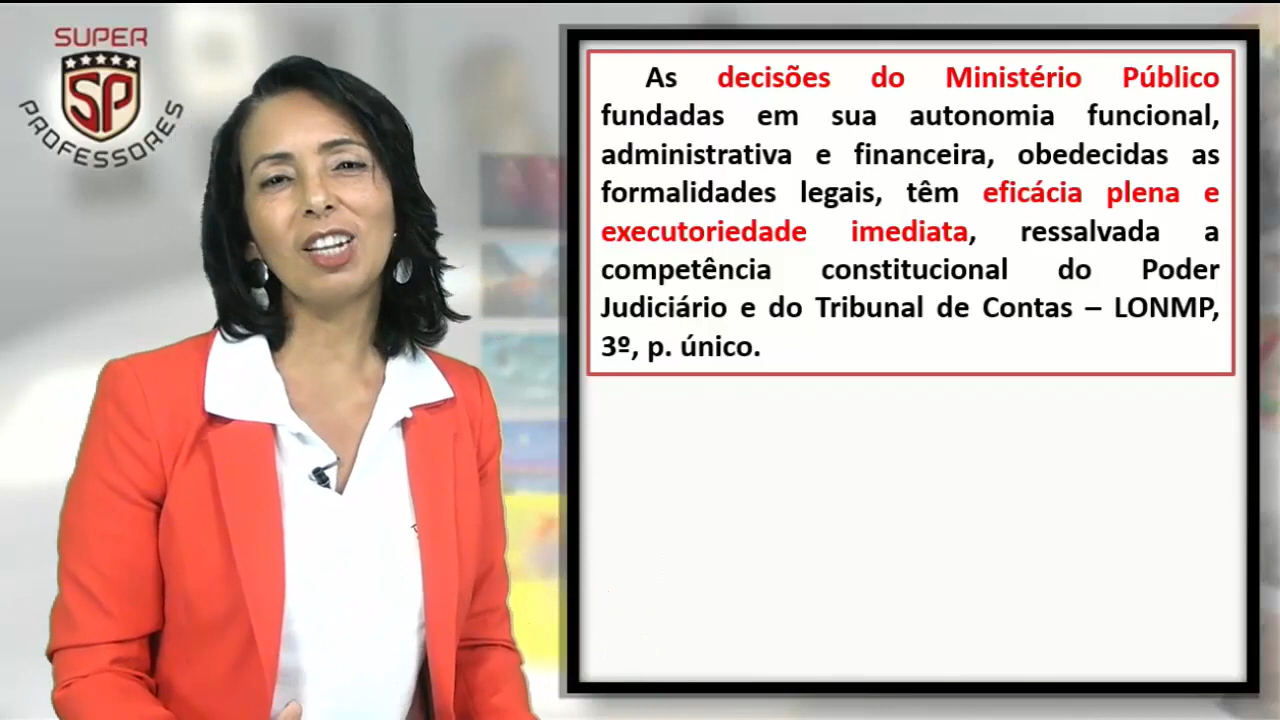 SUPER
SP
PROFESSORES
As decisões do Ministério Público
fundadas em sua autonomia funcional,
administrativa e financeira, obedecidas as
formalidades legais, têm eficácia plena e
executoriedade imediata, ressalvada a
competência constitucional do Poder
Judiciário e do Tribunal de Contas – LONMP,
3º, p. único.